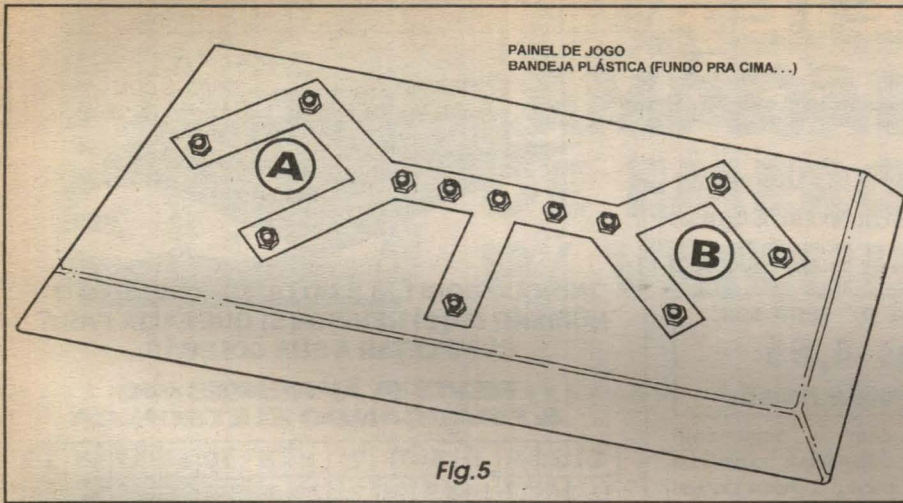 PAINEL DE JOGO
BANDEJA PLÁSTICA (FUNDO PRA CIMA...)
A
B
Fig.5